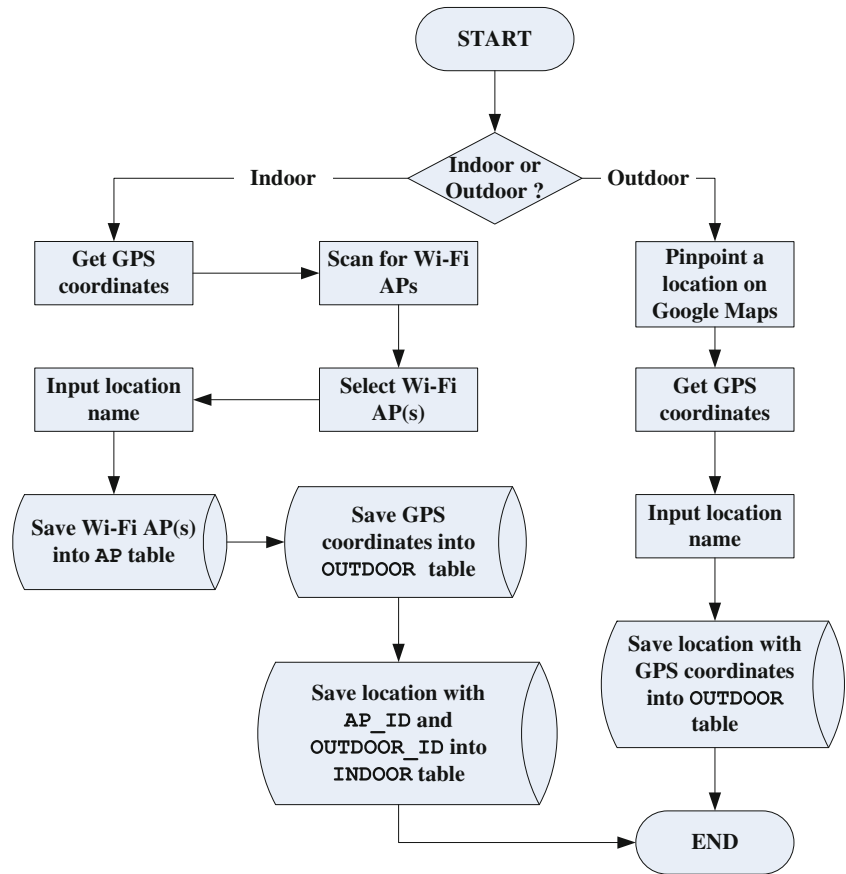 START
Indoor or
Outdoor ?
Indoor
Outdoor
Get GPS
coordinates
Scan for Wi-Fi
APs
Pinpoint a
location on
Google Maps
Input location
name
Select Wi-Fi
AP(s)
Get GPS
coordinates
Save Wi-Fi AP(s)
into AP table
Save GPS
coordinates into
OUTDOOR table
Input location
name
Save location with
AP_ID and
OUTDOOR_ID into
INDOOR table
Save location with
GPS coordinates
into OUTDOOR
table
END